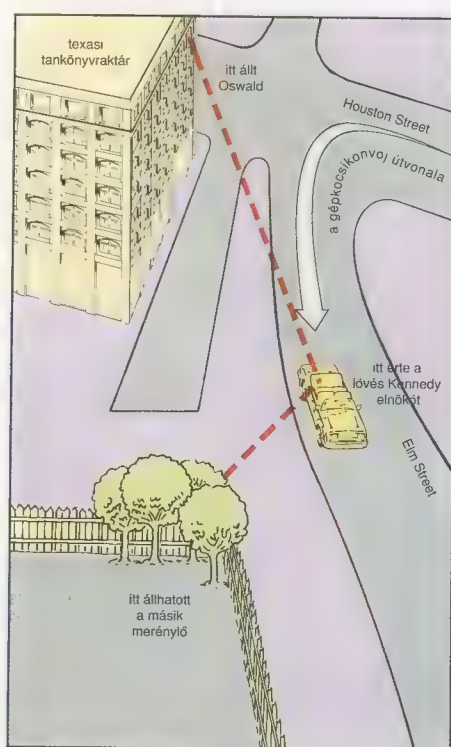 texasi
tankönyvraktár
itt állt
Oswald
Houston Street
a gépkocsikonvoj útvonala
itt érte a
lövés Kennedy
elnököt
Elm Street
itt állhatott
a másik
merénylő